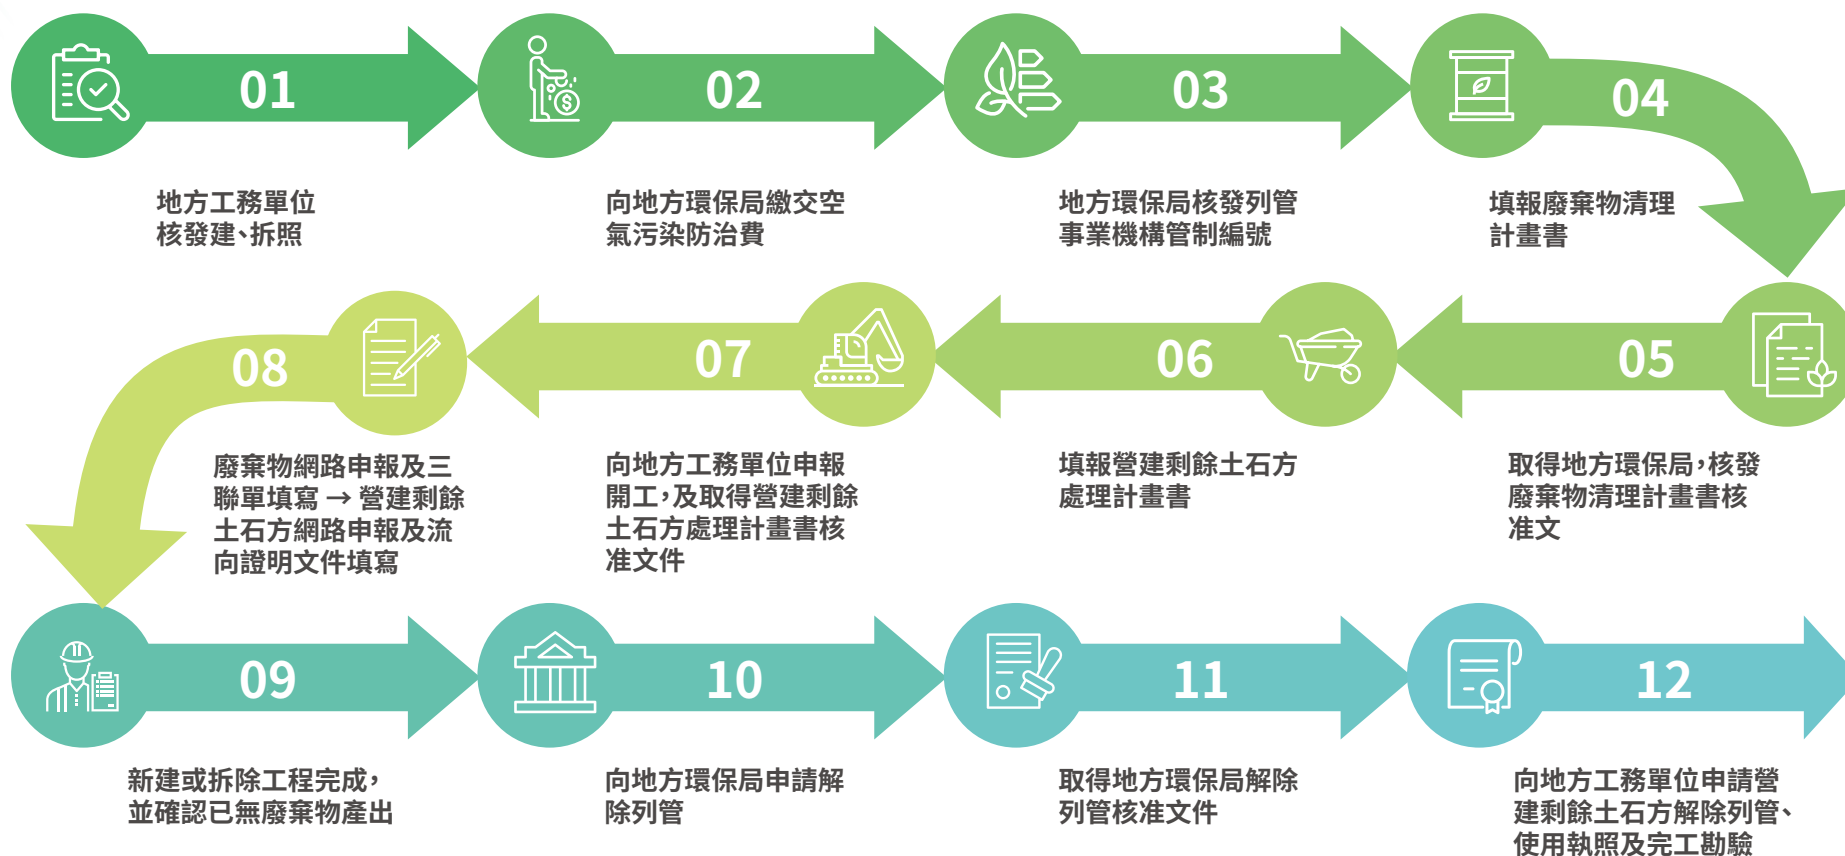 01
地方工務單位
核發建、拆照
02
向地方環保局繳交空
氣污染防治費
03
地方環保局核發列管
事業機構管制編號
04
填報廢棄物清理
計畫書
05
取得地方環保局，核發
廢棄物清理計畫書核
准文
06
填報營建剩餘土石方
處理計畫書
07
向地方工務單位申報
開工，及取得營建剩餘
土石方處理計畫書核
准文件
08
廢棄物網路申報及三
聯單填寫 → 營建剩餘
土石方網路申報及流
向證明文件填寫
09
新建或拆除工程完成，
並確認已無廢棄物產出
10
向地方環保局申請解
除列管
11
取得地方環保局解除
列管核准文件
12
向地方工務單位申請營
建剩餘土石方解除列管、
使用執照及完工勘驗